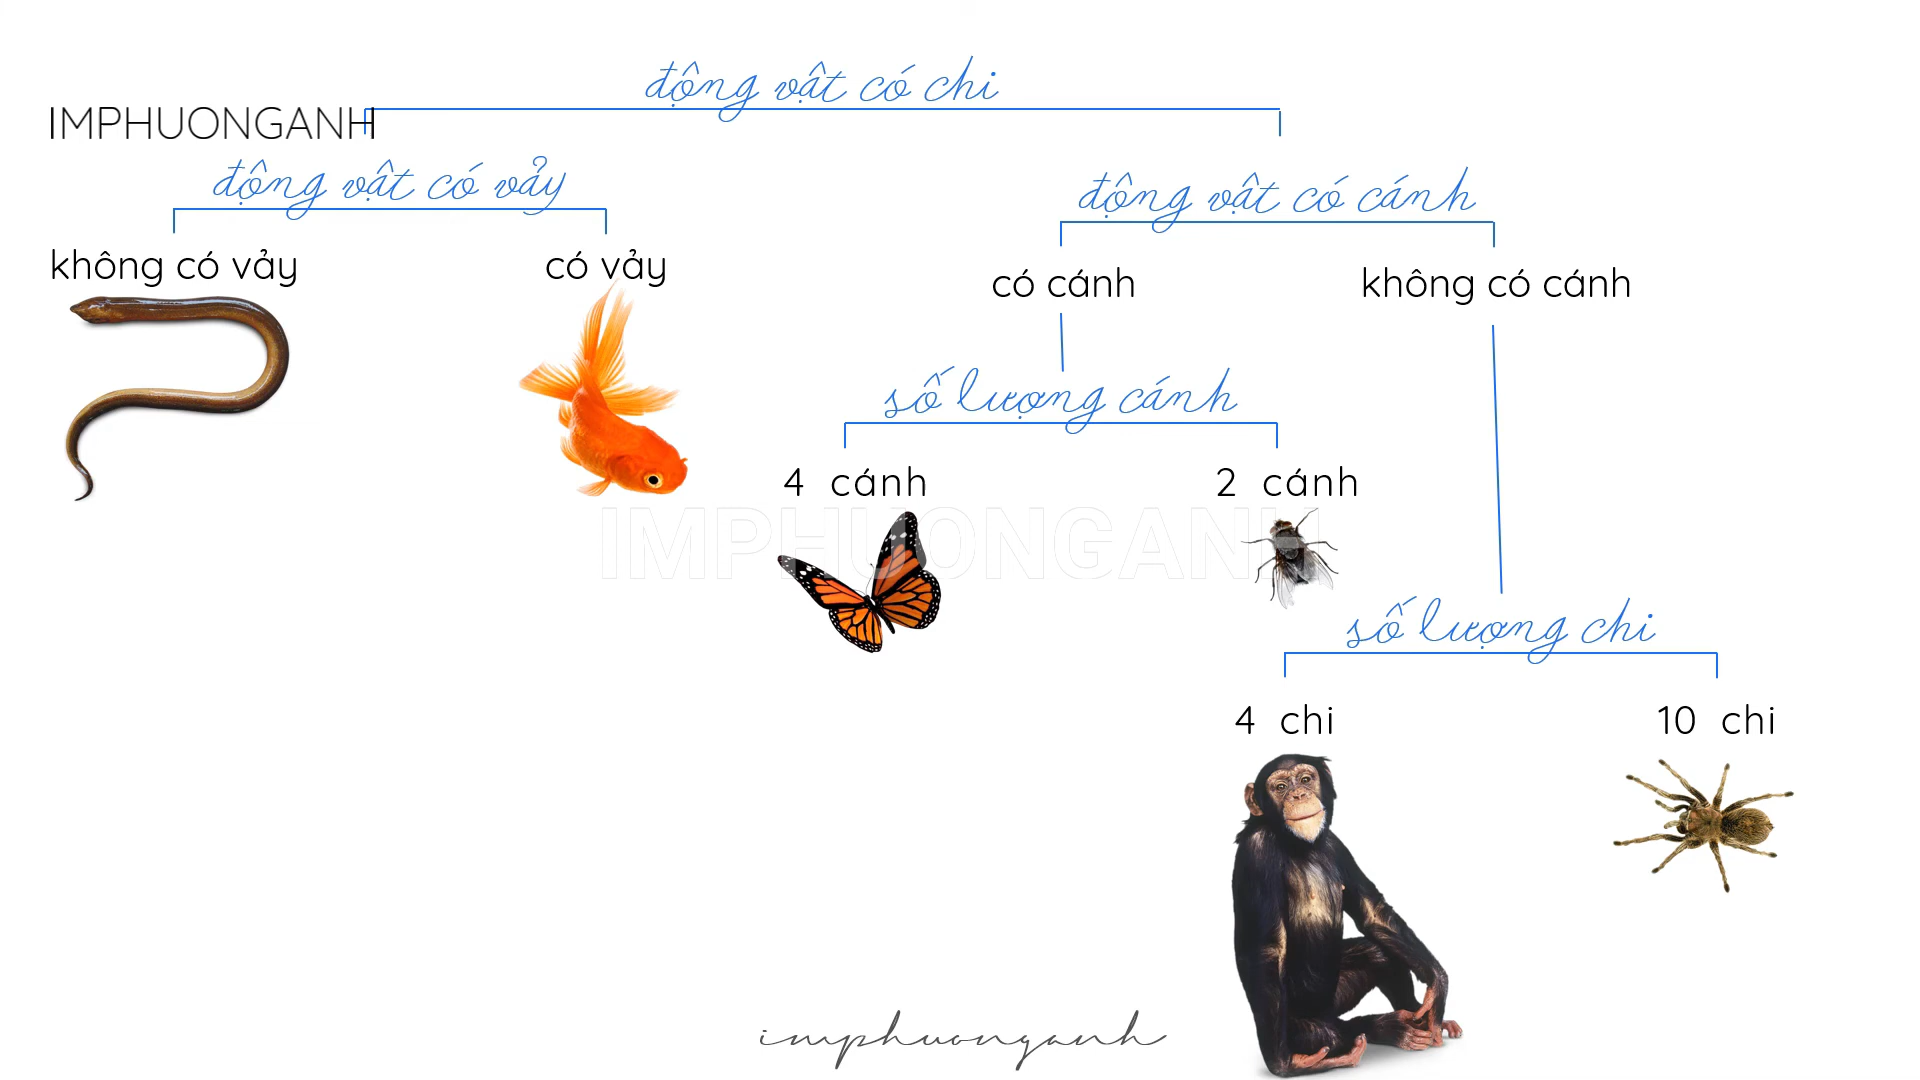 động vật có chi
IMPHUONGANH
động vật có vảy
động vật có cánh
không có vảy
có vảy
có cánh
không có cánh
số lượng cánh
4 cánh
2 cánh
IMPHUONGANH
số lượng chi
4 chi
10 chi
imphuonganh